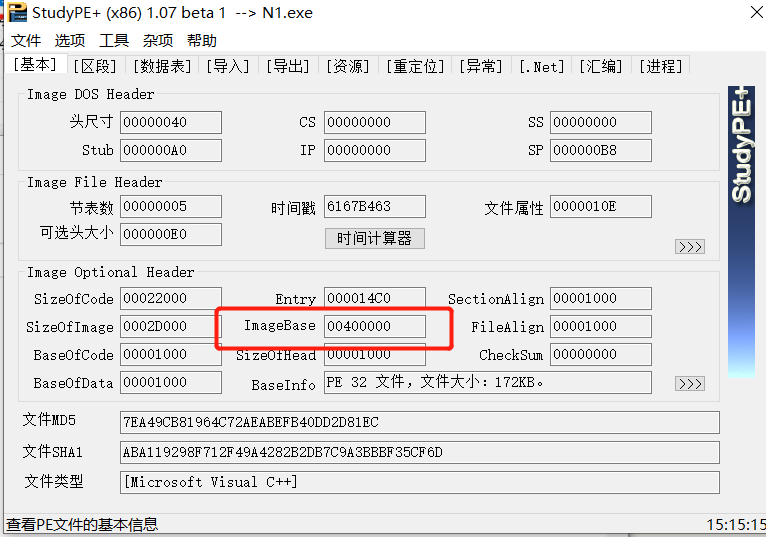 StudyPE+ (x86) 1.07 beta 1 --> N1.exe
文件 选项 工具 杂项 帮助
[基本] [区段] [数据表] [导入] [导出] [资源] [重定位] [异常] [.Net] [汇编] [进程]
Image DOS Header
头尺寸 00000040 CS 00000000 SS 00000000
Stub 000000A0 IP 00000000 SP 000000B8
Image File Header
节表数 00000005 时间戳 6167B463 文件属性 0000010E
可选头大小 000000E0 时间计算器 >>>
Image Optional Header
SizeOfCode 00022000 Entry 000014C0 SectionAlign 00001000
SizeOfImage 0002D000 ImageBase 00400000 FileAlign 00001000
BaseOfCode 00001000 SizeOfHead 00001000 CheckSum 00000000
BaseOfData 00001000 BaseInfo PE 32 文件，文件大小：172KB。 >>>
文件MD5 7EA49CB81964C72AEABEFB40DD2D81EC
文件SHA1 ABA119298F712F49A4282B2DB7C9A3BBBF35CF6D
文件类型 [Microsoft Visual C++]
StudyPE+
查看PE文件的基本信息 15:15:15